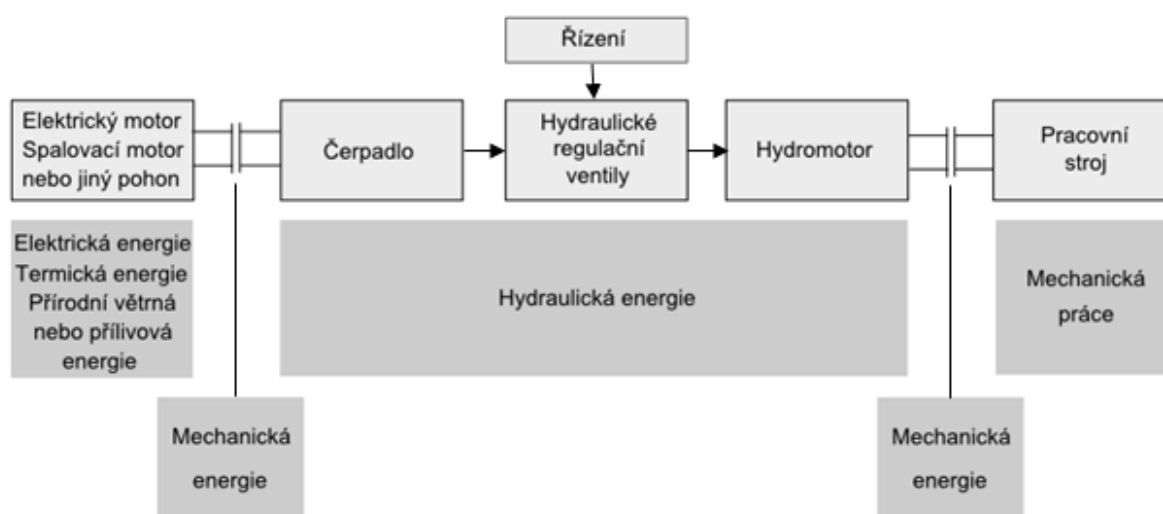 Řízení
Elektrický motor
Spalovací motor
nebo jiný pohon
Čerpadlo
Hydraulické
regulační
ventily
Hydromotor
Pracovní
stroj
Elektrická energie
Termická energie
Přírodní větrná
nebo přílivová
energie
Hydraulická energie
Mechanická
práce
Mechanická
energie
Mechanická
energie